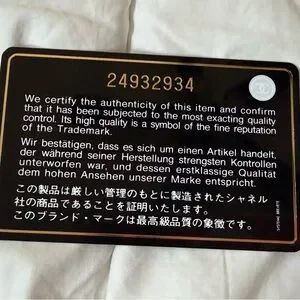 24932934
We certify the authenticity of this item and confirm
that it has been subjected to the most exacting quality
control. Its high quality is a symbol of the fine reputation
of the Trademark.
Wir bestätigen, dass es sich um einen Artikel handelt,
der während seiner Herstellung strengsten Kontrollen
unterworfen war, und dessen erstklassige Qualität
dem hohen Ansehen unserer Marke entspricht.
この製品は厳しい管理のもとに製造されたシャネル
社の商品であることを証明いたします。
このブランド・マークは最高級品質の象徴です。